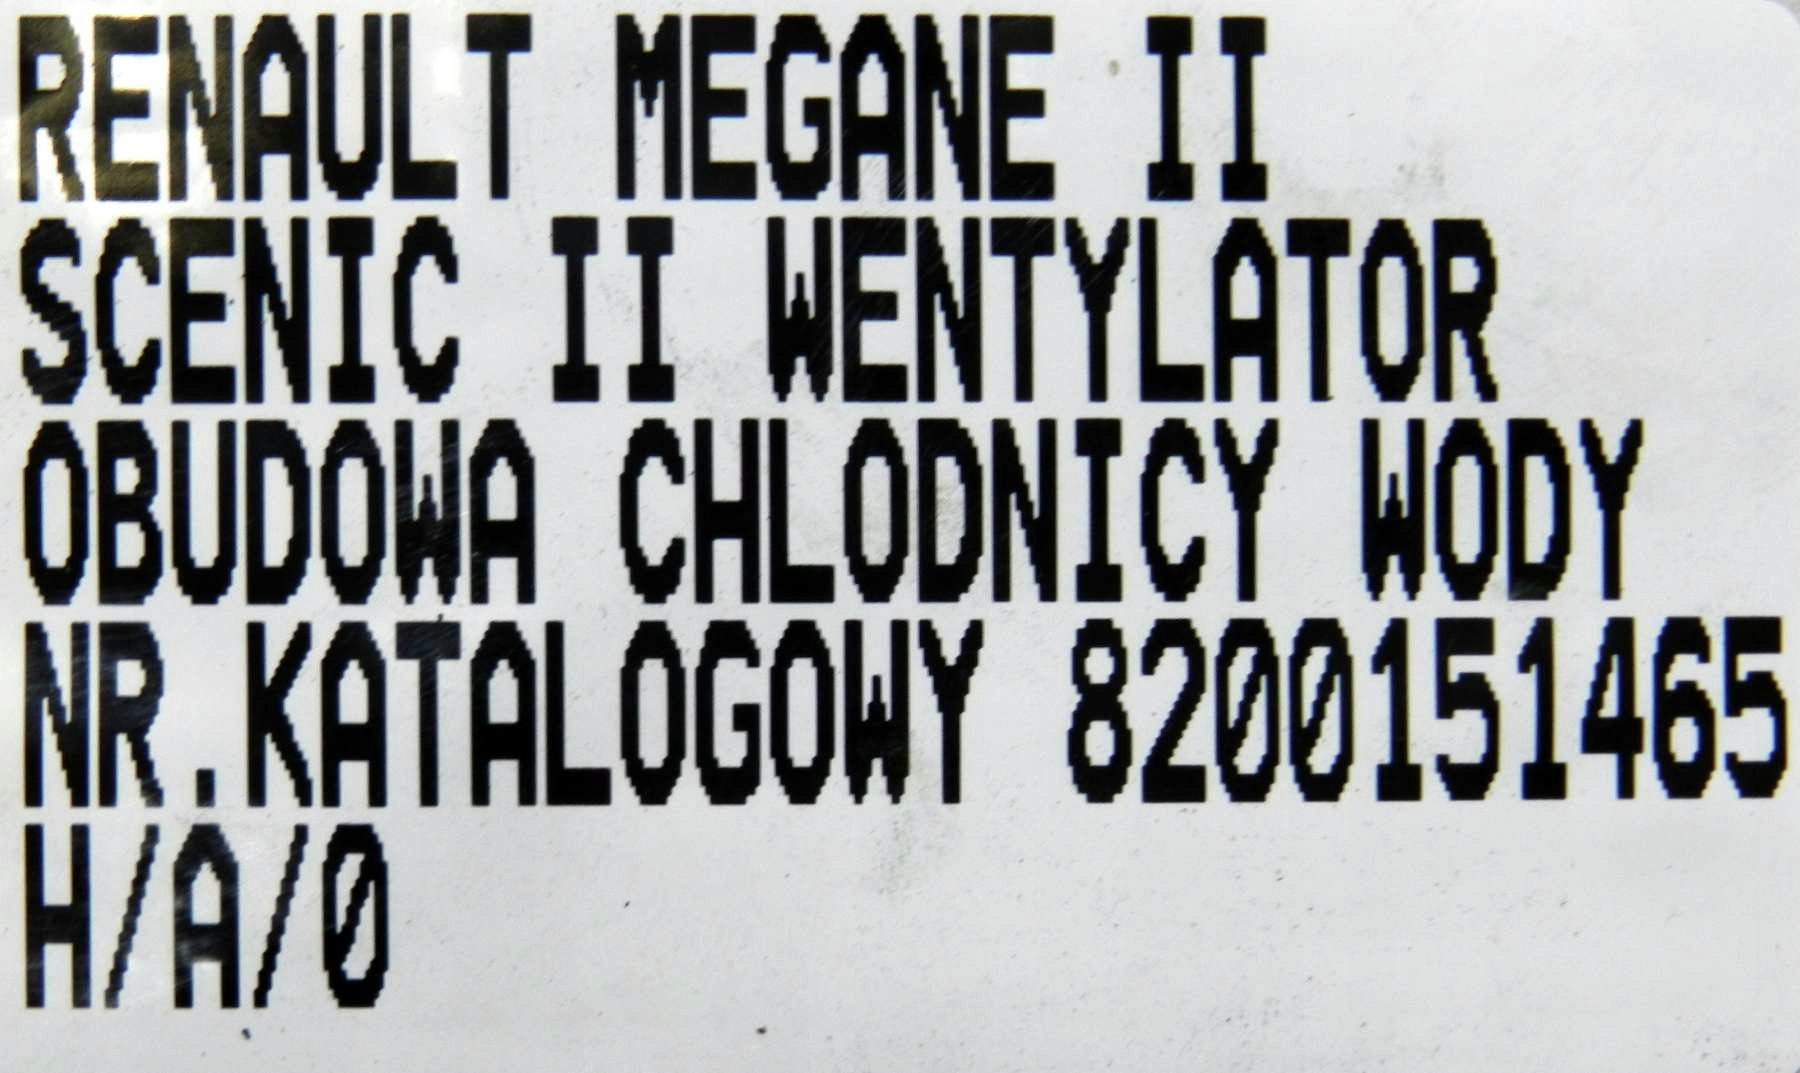 RENAULT MEGANE II
SCENIC II WENTYLATOR
OBUDOWA CHLODNICY WODY
NR.KATALOGOWY 8200151465
H/A/0